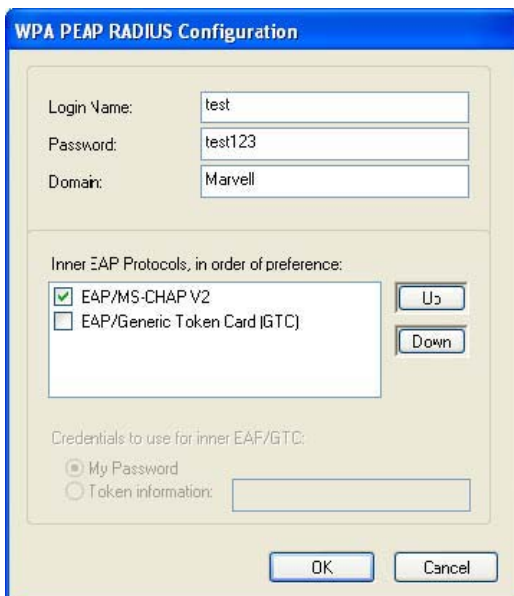 WPA PEAP RADIUS Configuration
Login Name: test
Password: test123
Domain: Marvell
Inner EAP Protocols, in order of preference:
EAP/MS-CHAP V2
Up
EAP/Generic Token Card (GTC)
Down
Credentials to use for inner EAP/GTC:
My Password
Token information:
OK Cancel